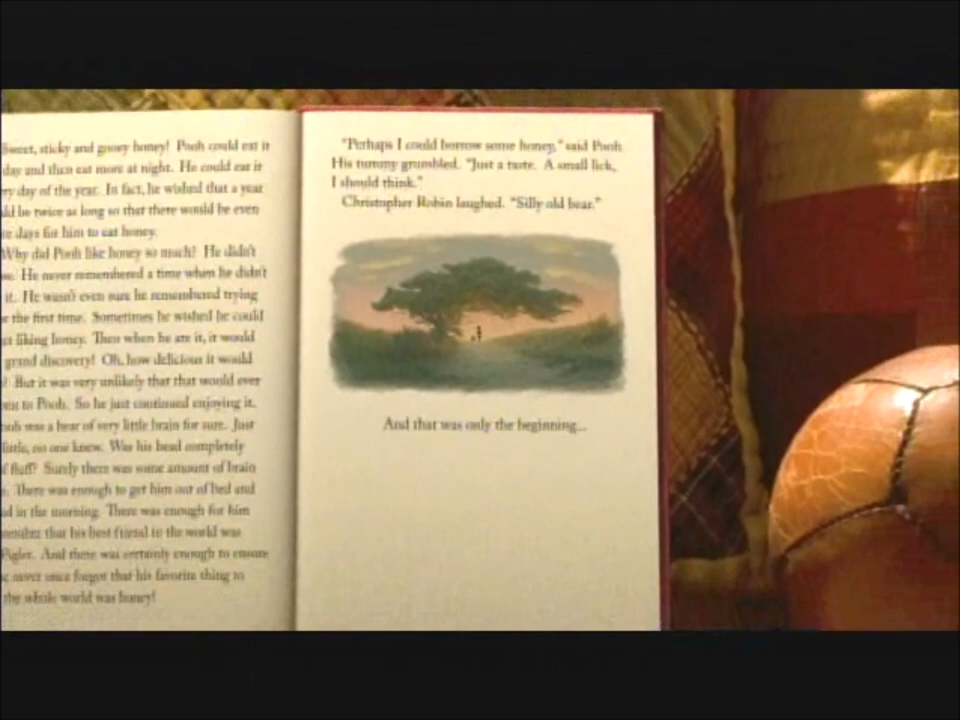 Sweet, sticky and gooey honey! Pooh could eat it
day and then eat more at night. He could eat it
ry day of the year. In fact, he wished that a year
ld be twice as long so that there would be even
re days for him to eat honey.
Why did Pooh like honey so much? He didn't
He never remembered a time when he didn't
it. He wasn't even sure he remembered trying
the first time. Sometimes he wished he could
liking honey. Then when he ate it, it would
grand discovery! Oh, how delicious it would
But it was very unlikely that that would ever
to Pooh. So he just continued enjoying it.
ooh was a bear of very little brain for sure. Just
little, no one knew. Was his head completely
f fluff? Surely there was some amount of brain
There was enough to get him out of bed and
in the morning. There was enough for him
member that his best friend in the world was
Piglet. And there was certainly enough to ensure
never once forgot that his favorite thing to
the whole world was honey!
"Perhaps I could borrow some honey," said Pooh.
His tummy grumbled. "Just a taste. A small lick,
I should think."
Christopher Robin laughed. "Silly old bear."
And that was only the beginning...